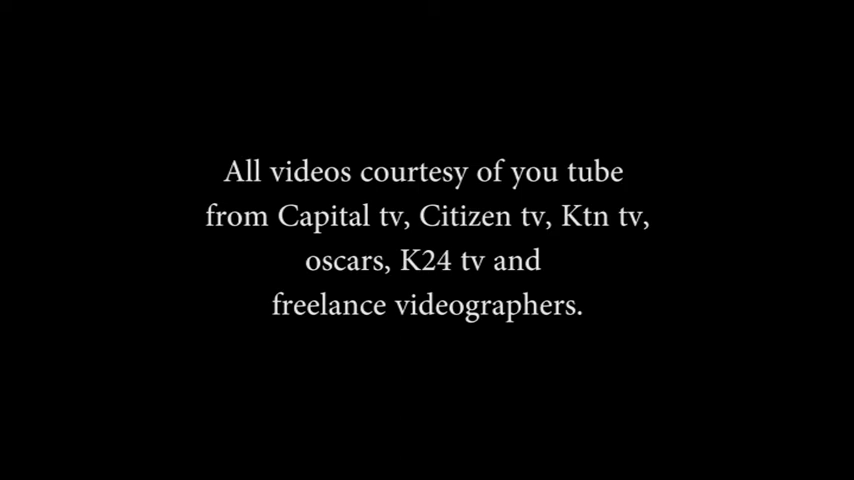 All videos courtesy of you tube
from Capital tv, Citizen tv, Ktn tv,
oscars, K24 tv and
freelance videographers.